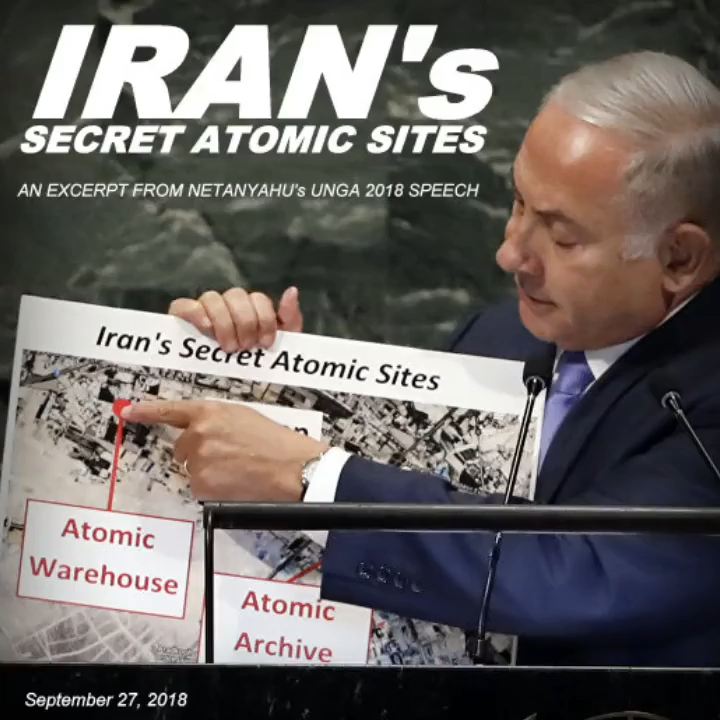 IRAN's
SECRET ATOMIC SITES
AN EXCERPT FROM NETANYAHU's UNGA 2018 SPEECH
Iran's Secret Atomic Sites
Atomic
Warehouse
Atomic
Archive
September 27, 2018